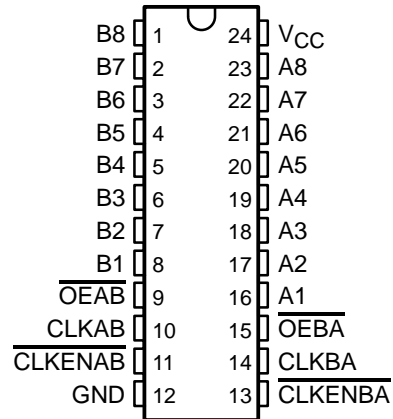 B8 1 24 VCC
B7 2 23 A8
B6 3 22 A7
B5 4 21 A6
B4 5 20 A5
B3 6 19 A4
B2 7 18 A3
B1 8 17 A2
OEAB 9 16 A1
CLKAB 10 15 OEBA
CLKENAB 11 14 CLKBA
GND 12 13 CLKENBA